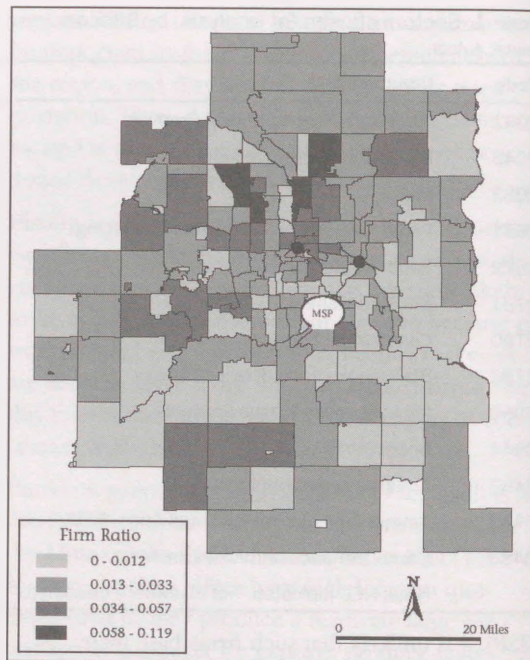 MSP
Firm Ratio
0 - 0.012
0.013 - 0.033
0.034 - 0.057
0.058 - 0.119
N
0 20 Miles